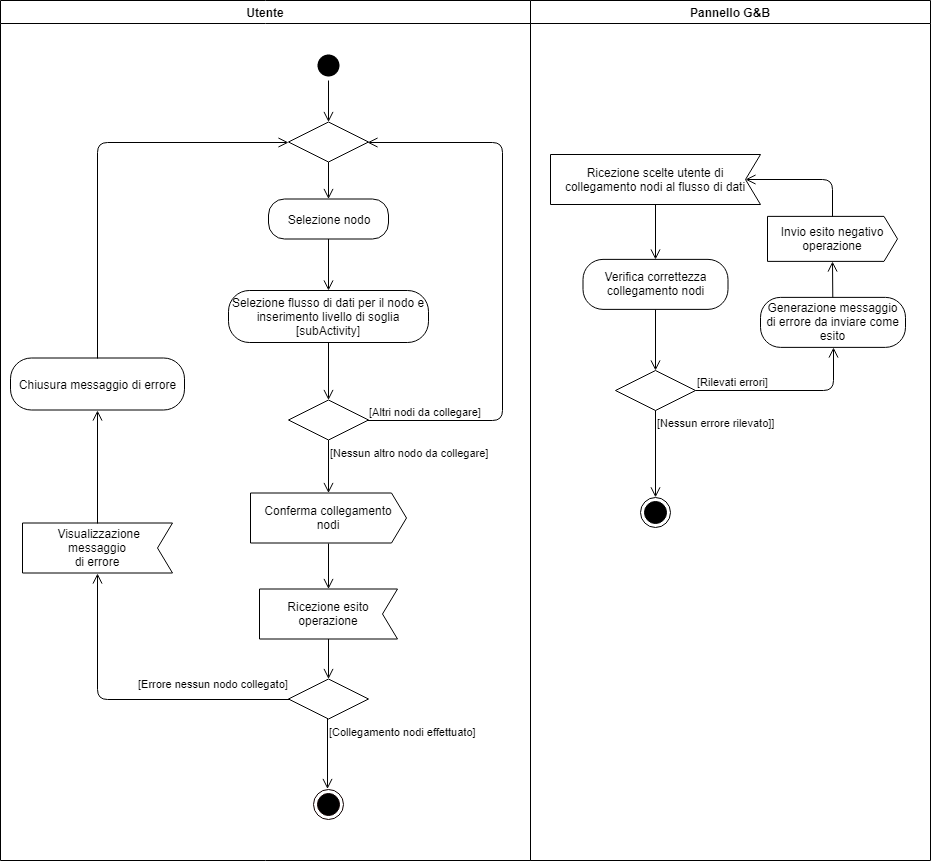 Utente
Pannello G&B
Selezione nodo
Selezione flusso di dati per il nodo e
inserimento livello di soglia
[subActivity]
Chiusura messaggio di errore
[Altri nodi da collegare]
[Nessun altro nodo da collegare]
Conferma collegamento
nodi
Visualizzazione
messaggio
di errore
Ricezione esito
operazione
[Errore nessun nodo collegato]
[Collegamento nodi effettuato]
Ricezione scelte utente di
collegamento nodi al flusso di dati
Invio esito negativo
operazione
Verifica correttezza
collegamento nodi
Generazione messaggio
di errore da inviare come
esito
[Rilevati errori]
[Nessun errore rilevato]]